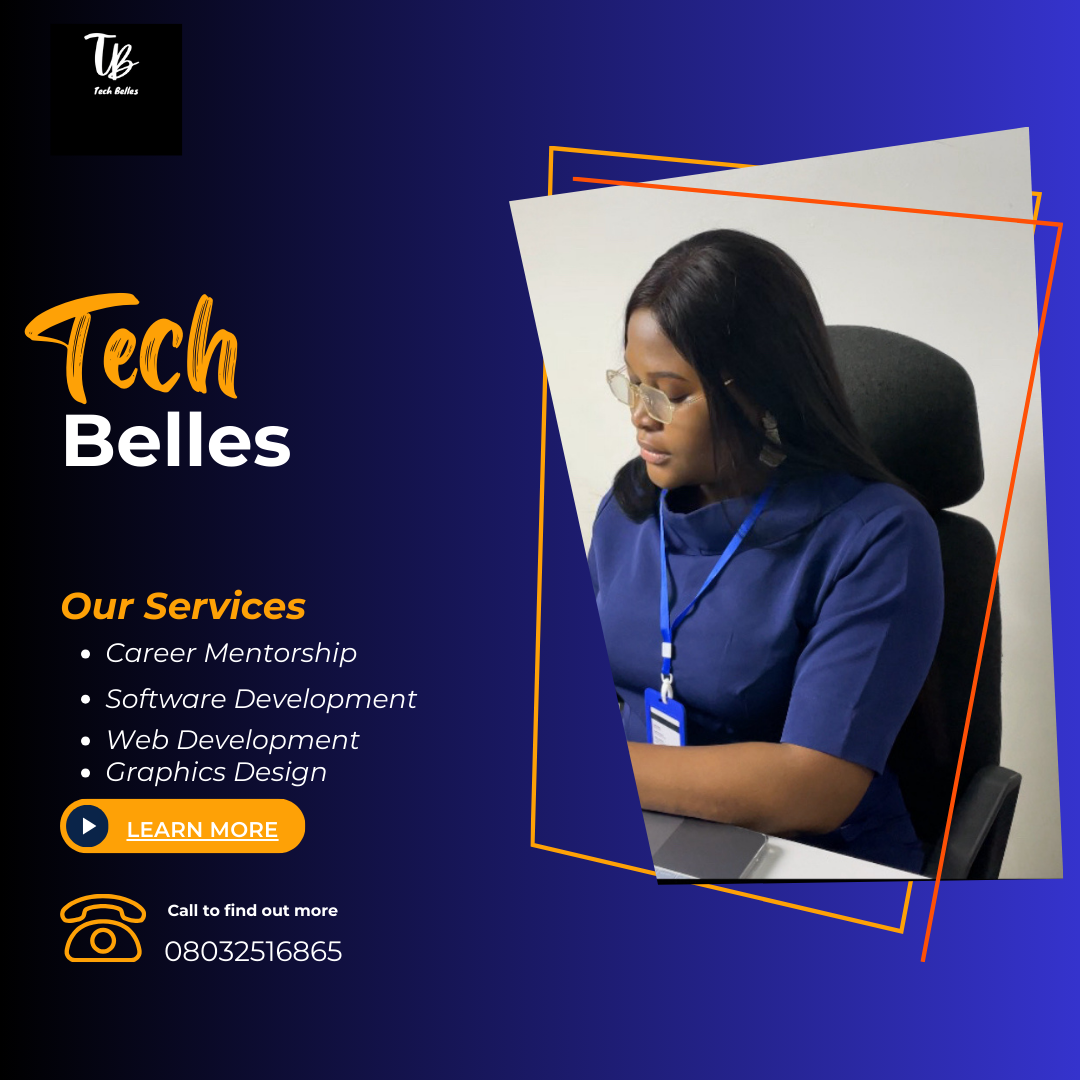 TB
Tech Belles
Tech
Belles
Our Services
Career Mentorship
Software Development
Web Development
Graphics Design
LEARN MORE
Call to find out more
08032516865